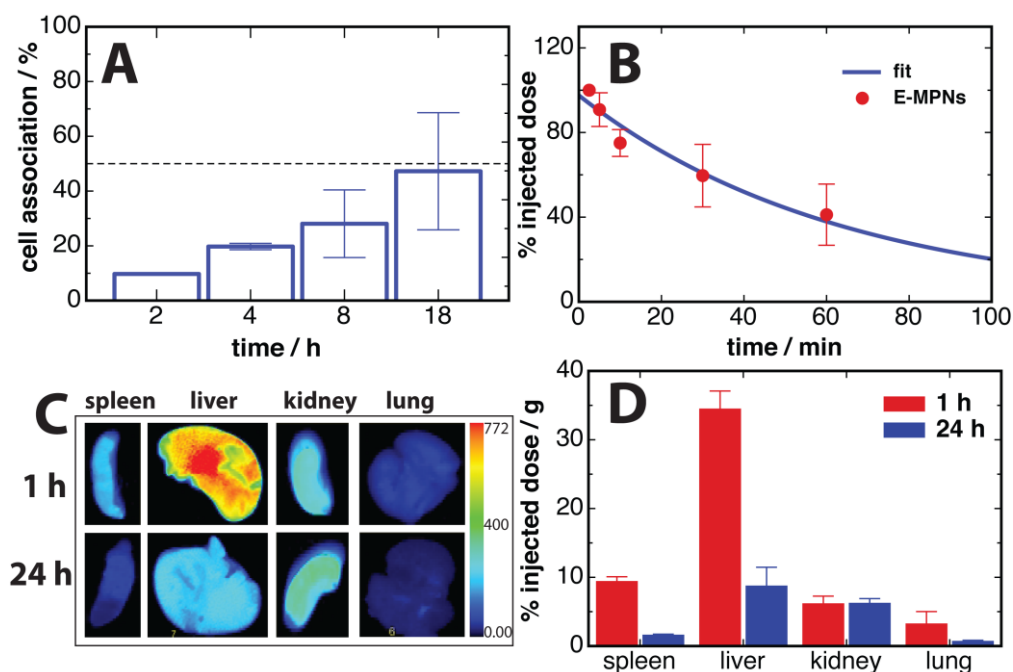 A
cell association / %
100
80
60
40
20
0
2 4 8 18
time / h
B
% injected dose
120
80
40
0
fit
E-MPNs
0 20 40 60 80 100
time / min
C
spleen liver kidney lung
1 h
24 h
772
400
0.00
7
6
D
% injected dose / g
40
30
20
10
0
1 h
24 h
spleen liver kidney lung